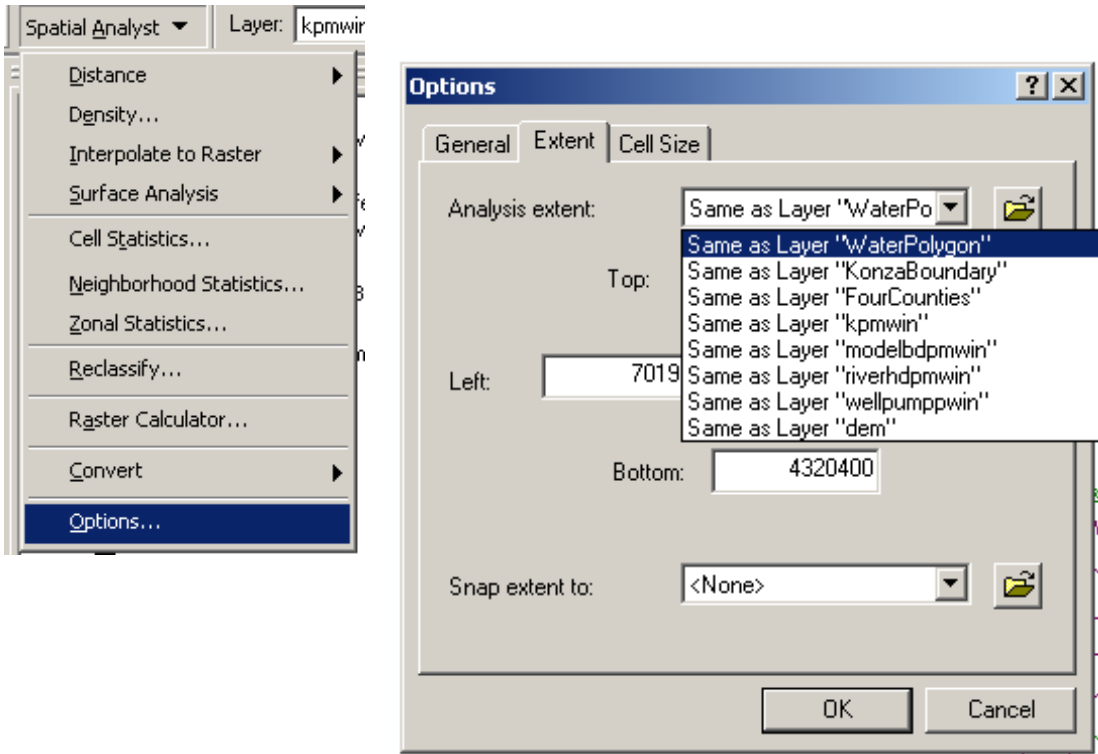 Spatial Analyst Layer: kpmwin
Distance
Density...
Interpolate to Raster
Surface Analysis
Cell Statistics...
Neighborhood Statistics...
Zonal Statistics...
Reclassify...
Raster Calculator...
Convert
Options...
Options
General Extent Cell Size
Analysis extent: Same as Layer "WaterPo
Same as Layer "WaterPolygon"
Same as Layer "KonzaBoundary"
Top:
Same as Layer "FourCounties"
Same as Layer "kpmwin"
Same as Layer "modelbdpmwin"
Left: 7019
Same as Layer "riverhdpmwin"
Same as Layer "wellpumppwin"
Same as Layer "dem"
Bottom: 4320400
Snap extent to: <None>
OK Cancel